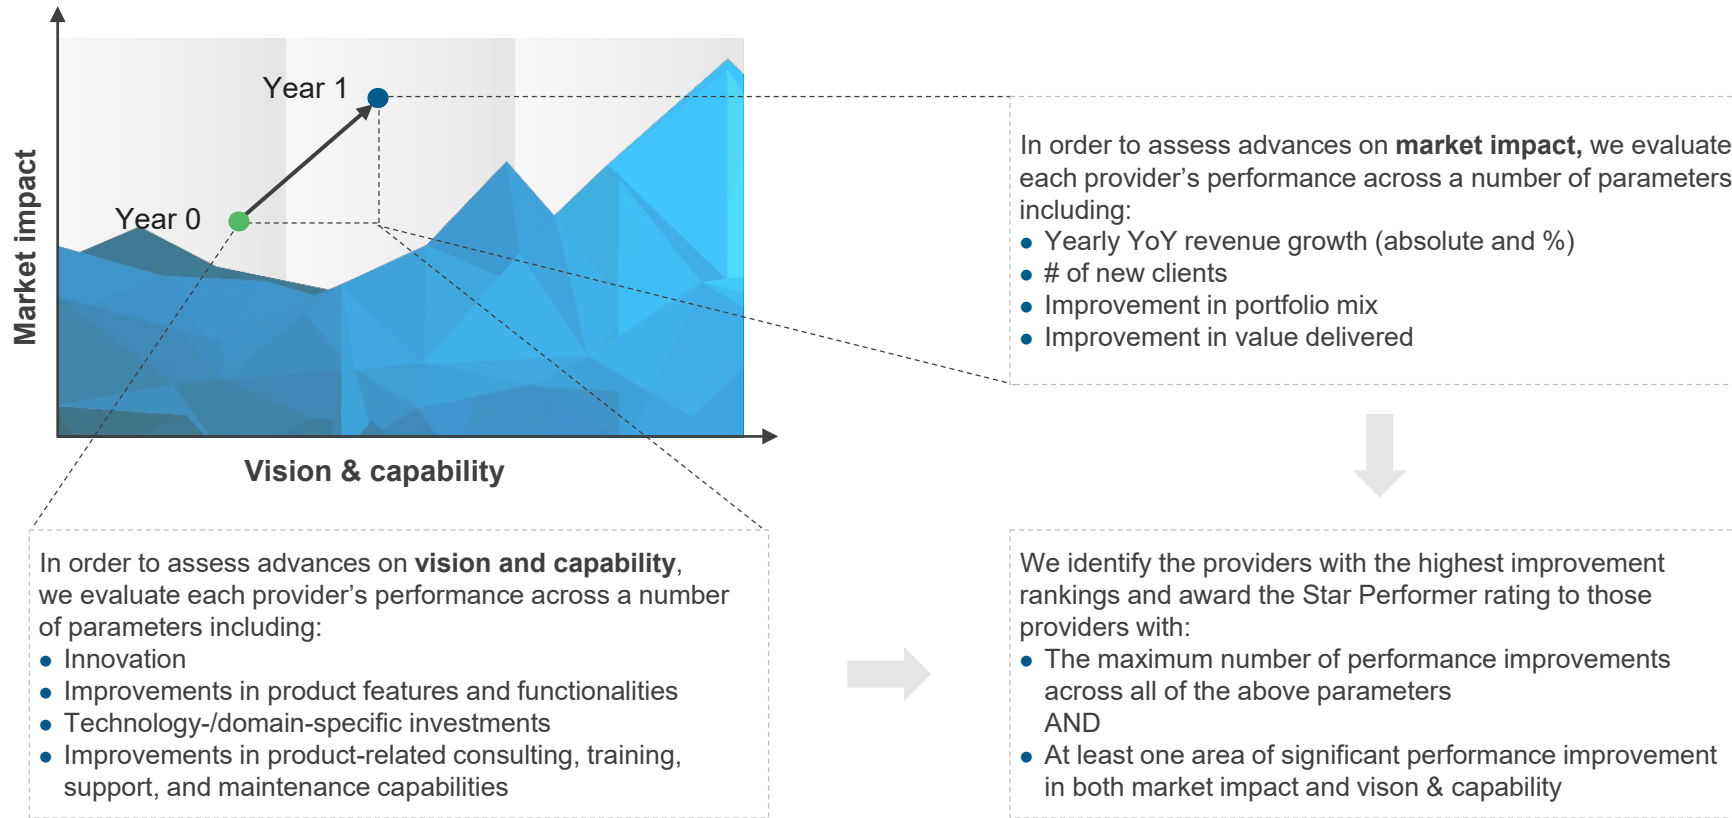 Year 1
Year 0
Market impact
Vision & capability
In order to assess advances on market impact, we evaluate
each provider’s performance across a number of parameters
including:
● Yearly YoY revenue growth (absolute and %)
● # of new clients
● Improvement in portfolio mix
● Improvement in value delivered
In order to assess advances on vision and capability,
we evaluate each provider’s performance across a number
of parameters including:
● Innovation
● Improvements in product features and functionalities
● Technology-/domain-specific investments
● Improvements in product-related consulting, training,
support, and maintenance capabilities
We identify the providers with the highest improvement
rankings and award the Star Performer rating to those
providers with:
● The maximum number of performance improvements
across all of the above parameters
AND
● At least one area of significant performance improvement
in both market impact and vison & capability